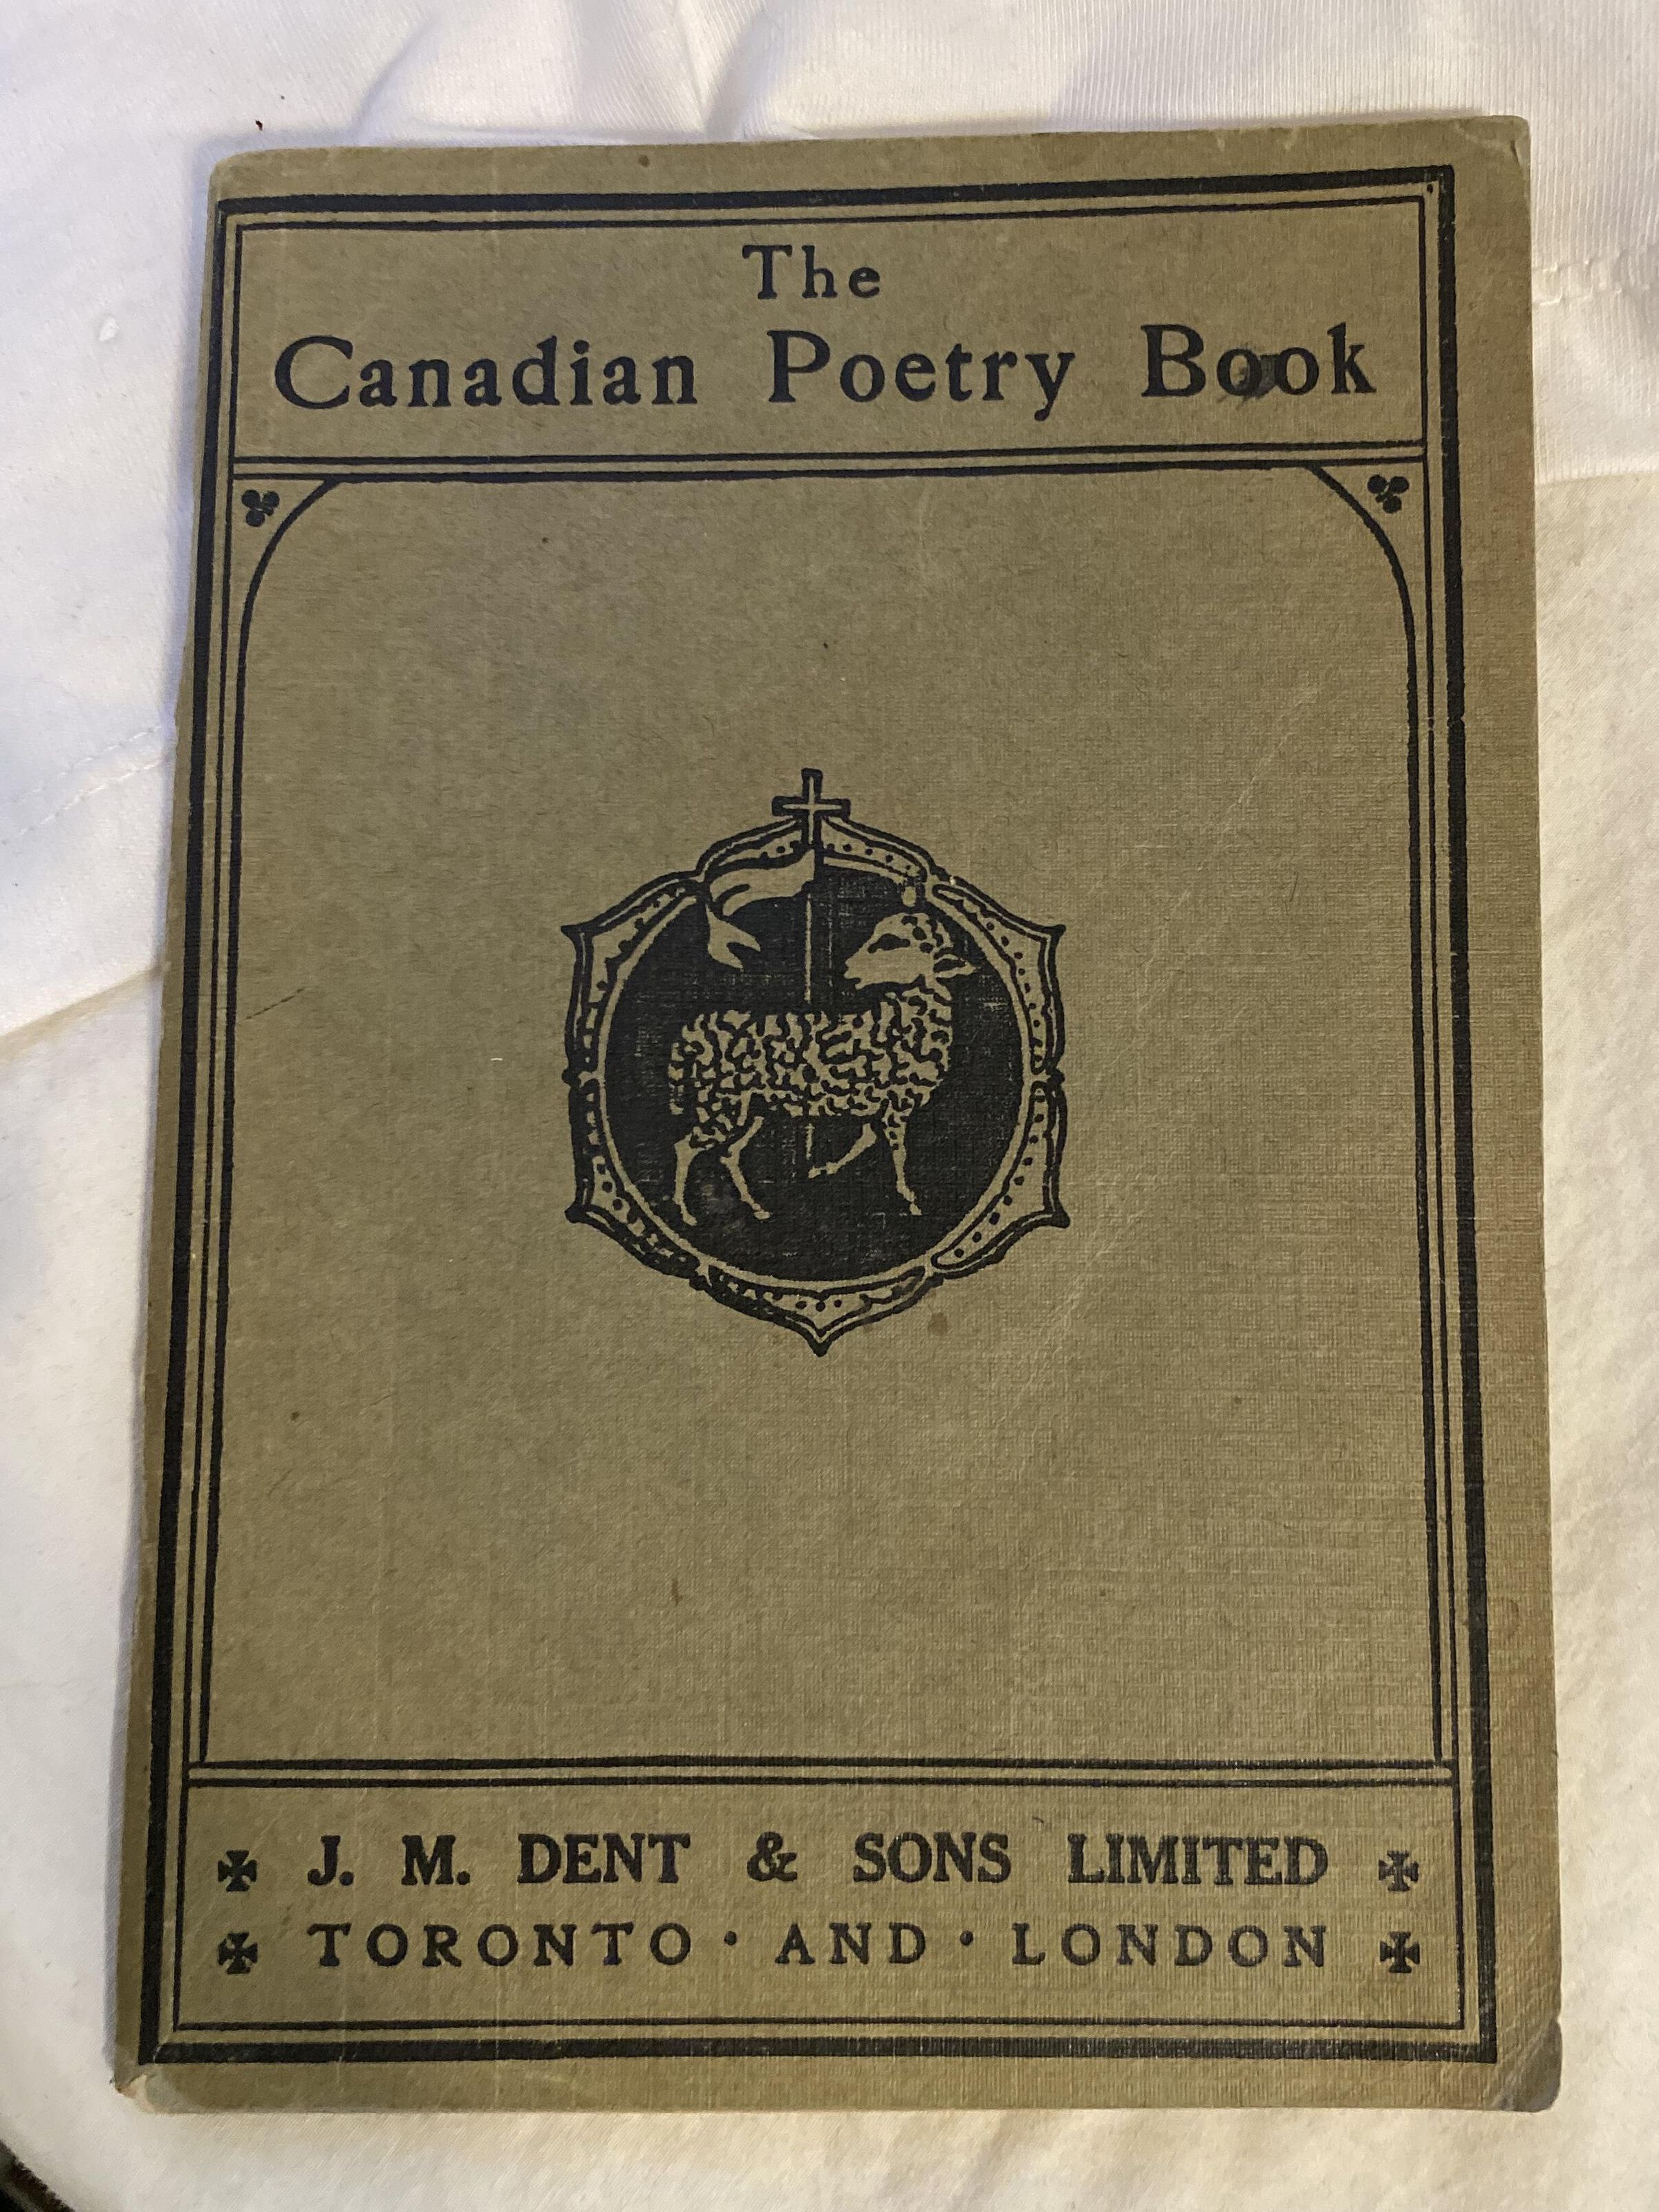 The
Canadian Poetry Book
J. M. DENT & SONS LIMITED
TORONTO · AND · LONDON